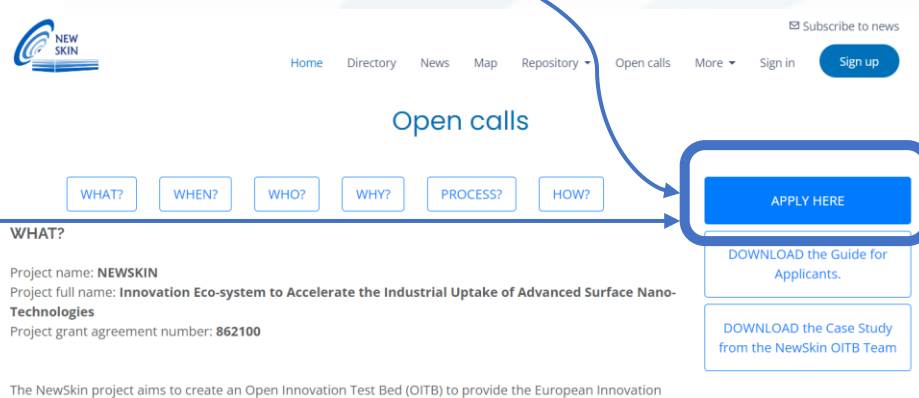 Subscribe to news
NEW
SKIN
Home Directory News Map Repository Open calls More Sign in Sign up
Open calls
WHAT? WHEN? WHO? WHY? PROCESS? HOW?
APPLY HERE
WHAT?
DOWNLOAD the Guide for
Applicants.
Project name: NEWSKIN
Project full name: Innovation Eco-system to Accelerate the Industrial Uptake of Advanced Surface Nano-
Technologies
Project grant agreement number: 862100
DOWNLOAD the Case Study
from the NewSkin OITB Team
The NewSkin project aims to create an Open Innovation Test Bed (OITB) to provide the European Innovation